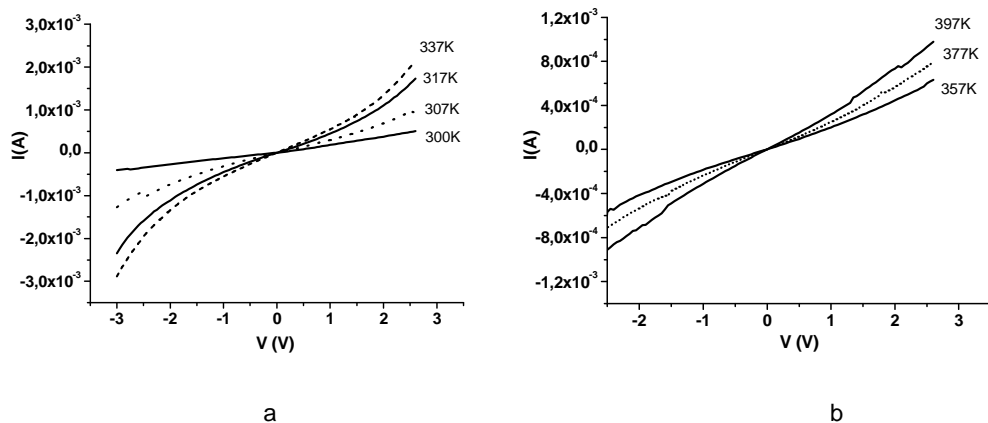 3,0x10⁻³
2,0x10⁻³
1,0x10⁻³
0,0
-1,0x10⁻³
-2,0x10⁻³
-3,0x10⁻³
I(A)
337K
317K
307K
300K
-3 -2 -1 0 1 2 3
V (V)
a
1,2x10⁻³
8,0x10⁻⁴
4,0x10⁻⁴
0,0
-4,0x10⁻⁴
-8,0x10⁻⁴
-1,2x10⁻³
I(A)
397K
377K
357K
-2 -1 0 1 2 3
V (V)
b